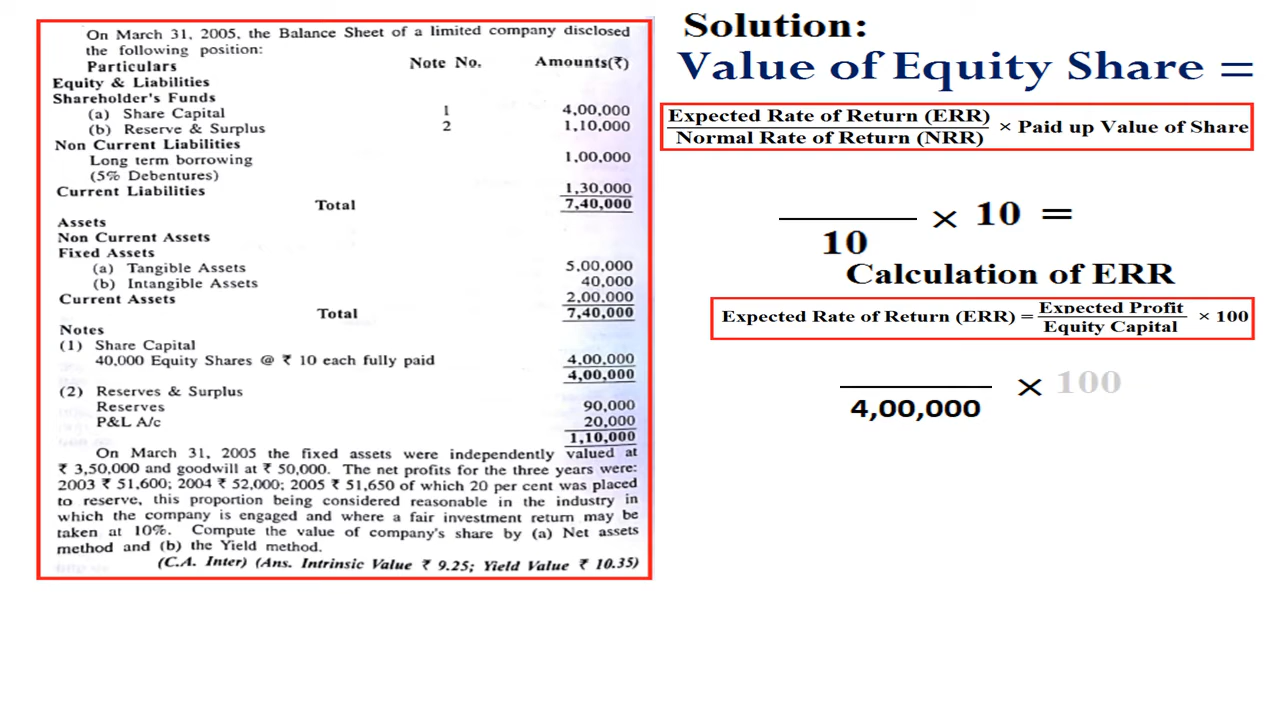 On March 31, 2005, the Balance Sheet of a limited company disclosed
the following position:
Particulars Note No. Amounts(₹)
Equity & Liabilities
Shareholder's Funds
(a) Share Capital 1 4,00,000
(b) Reserve & Surplus 2 1,10,000
Non Current Liabilities
Long term borrowing 1,00,000
(5% Debentures)
Current Liabilities 1,30,000
Total 7,40,000
Assets
Non Current Assets
Fixed Assets
(a) Tangible Assets 5,00,000
(b) Intangible Assets 40,000
Current Assets 2,00,000
Total 7,40,000
Notes
(1) Share Capital
40,000 Equity Shares @ ₹ 10 each fully paid 4,00,000
4,00,000
(2) Reserves & Surplus
Reserves 90,000
P&L A/c 20,000
1,10,000
On March 31, 2005 the fixed assets were independently valued at
₹ 3,50,000 and goodwill at ₹ 50,000. The net profits for the three years were:
2003 ₹ 51,600; 2004 ₹ 52,000; 2005 ₹ 51,650 of which 20 per cent was placed
to reserve, this proportion being considered reasonable in the industry in
which the company is engaged and where a fair investment return may be
taken at 10%. Compute the value of company's share by (a) Net assets
method and (b) the Yield method.
(C.A. Inter) (Ans. Intrinsic Value ₹ 9.25; Yield Value ₹ 10.35)
Solution:
Value of Equity Share =
Expected Rate of Return (ERR)
Normal Rate of Return (NRR)
× Paid up Value of Share
10 × 10 =
Calculation of ERR
Expected Rate of Return (ERR) = Expected Profit
Equity Capital
× 100
4,00,000 × 100